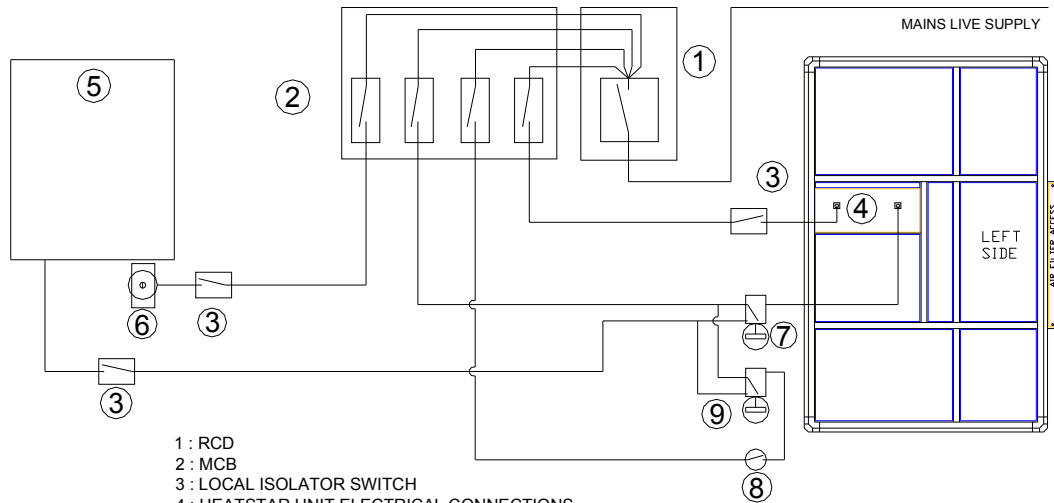 MAINS LIVE SUPPLY
1
5
2
3
4
LEFT
SIDE
AIR FILTER ACCESS
6
3
7
3
9
8
1 : RCD
2 : MCB
3 : LOCAL ISOLATOR SWITCH
4 : HEATSTAR UNIT ELECTRICAL CONNECTIONS